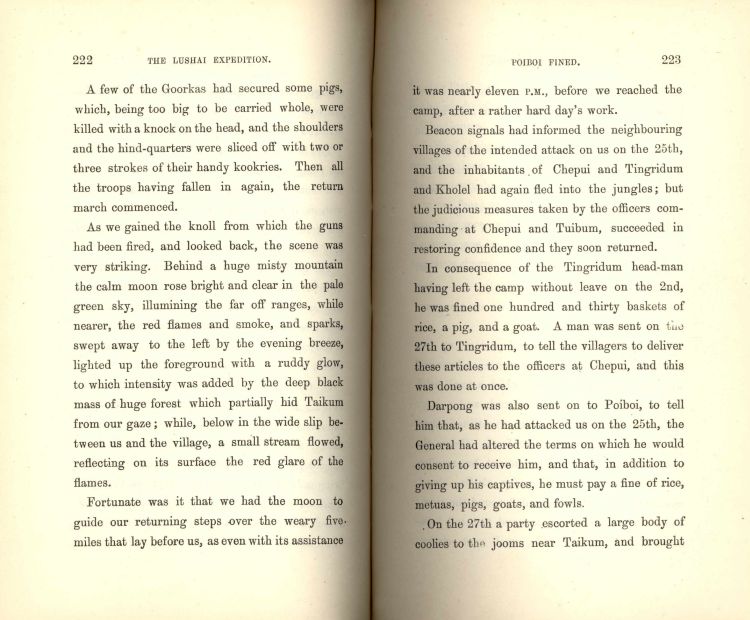 222 THE LUSHAI EXPEDITION.
A few of the Goorkas had secured some pigs,
which, being too big to be carried whole, were
killed with a knock on the head, and the shoulders
and the hind-quarters were sliced off with two or
three strokes of their handy kookries. Then all
the troops having fallen in again, the return
march commenced.
As we gained the knoll from which the guns
had been fired, and looked back, the scene was
very striking. Behind a huge misty mountain
the calm moon rose bright and clear in the pale
green sky, illumining the far off ranges, while
nearer, the red flames and smoke, and sparks,
swept away to the left by the evening breeze,
lighted up the foreground with a ruddy glow,
to which intensity was added by the deep black
mass of huge forest which partially hid Taikum
from our gaze; while, below in the wide slip be-
tween us and the village, a small stream flowed,
reflecting on its surface the red glare of the
flames.
Fortunate was it that we had the moon to
guide our returning steps over the weary five
miles that lay before us, as even with its assistance
POIBOI FINED. 223
it was nearly eleven P.M., before we reached the
camp, after a rather hard day's work.
Beacon signals had informed the neighbouring
villages of the intended attack on us on the 25th,
and the inhabitants of Chepui and Tingridum
and Kholel had again fled into the jungles; but
the judicious measures taken by the officers com-
manding at Chepui and Tuibum, succeeded in
restoring confidence and they soon returned.
In consequence of the Tingridum head-man
having left the camp without leave on the 2nd,
he was fined one hundred and thirty baskets of
rice, a pig, and a goat. A man was sent on the
27th to Tingridum, to tell the villagers to deliver
these articles to the officers at Chepui, and this
was done at once.
Darpong was also sent on to Poiboi, to tell
him that, as he had attacked us on the 25th, the
General had altered the terms on which he would
consent to receive him, and that, in addition to
giving up his captives, he must pay a fine of rice,
metuas, pigs, goats, and fowls.
On the 27th a party escorted a large body of
coolies to the jooms near Taikum, and brought